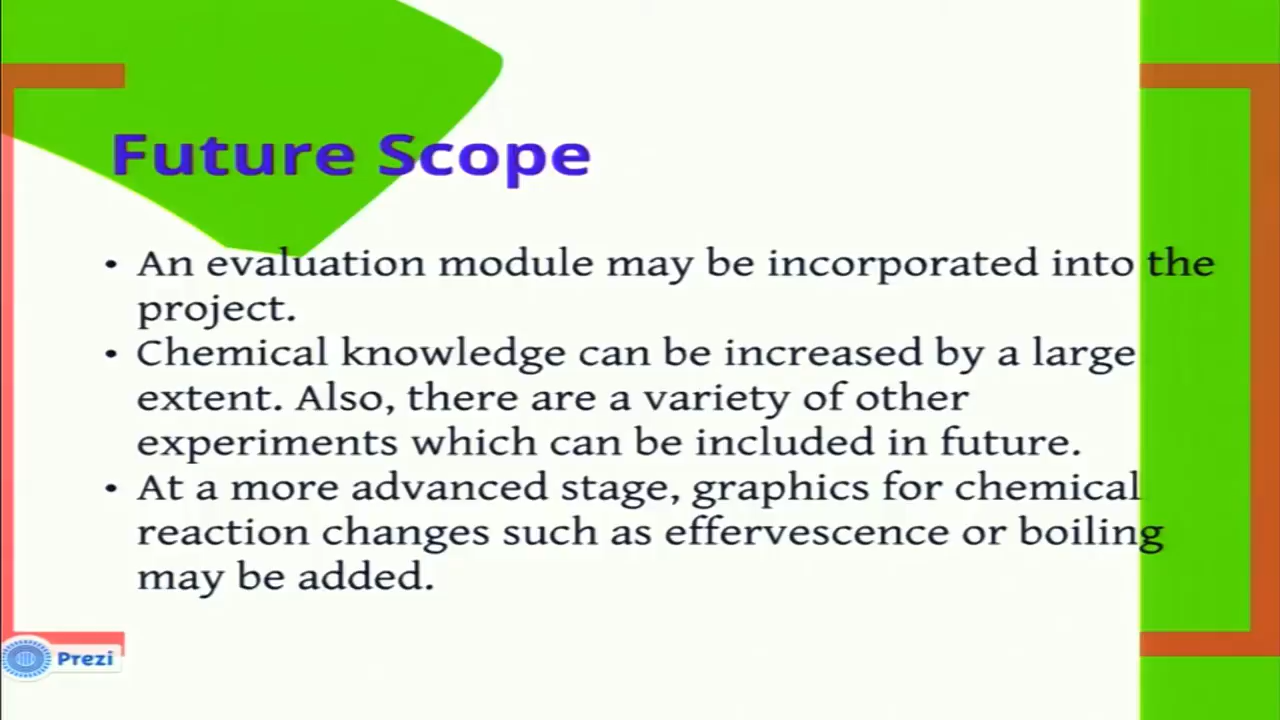 Future Scope
• An evaluation module may be incorporated into the
project.
• Chemical knowledge can be increased by a large
extent. Also, there are a variety of other
experiments which can be included in future.
• At a more advanced stage, graphics for chemical
reaction changes such as effervescence or boiling
may be added.
Prezi